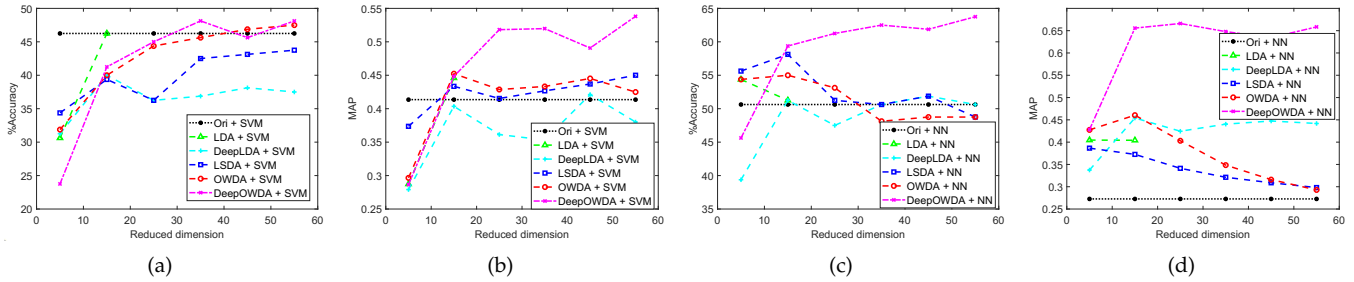 %Accuracy
50
45
40
35
30
25
20
0
10
20
30
40
50
60
Reduced dimension
Ori + SVM
LDA + SVM
DeepLDA + SVM
LSDA + SVM
OWDA + SVM
DeepOWDA + SVM
(a)
MAP
0.55
0.5
0.45
0.4
0.35
0.3
0.25
0
10
20
30
40
50
60
Reduced dimension
Ori + SVM
LDA + SVM
DeepLDA + SVM
LSDA + SVM
OWDA + SVM
DeepOWDA + SVM
(b)
%Accuracy
65
60
55
50
45
40
35
0
10
20
30
40
50
60
Reduced dimension
Ori + NN
LDA + NN
DeepLDA + NN
LSDA + NN
OWDA + NN
DeepOWDA + NN
(c)
MAP
0.65
0.6
0.55
0.5
0.45
0.4
0.35
0.3
0.25
0
10
20
30
40
50
60
Reduced dimension
Ori + NN
LDA + NN
DeepLDA + NN
LSDA + NN
OWDA + NN
DeepOWDA + NN
(d)